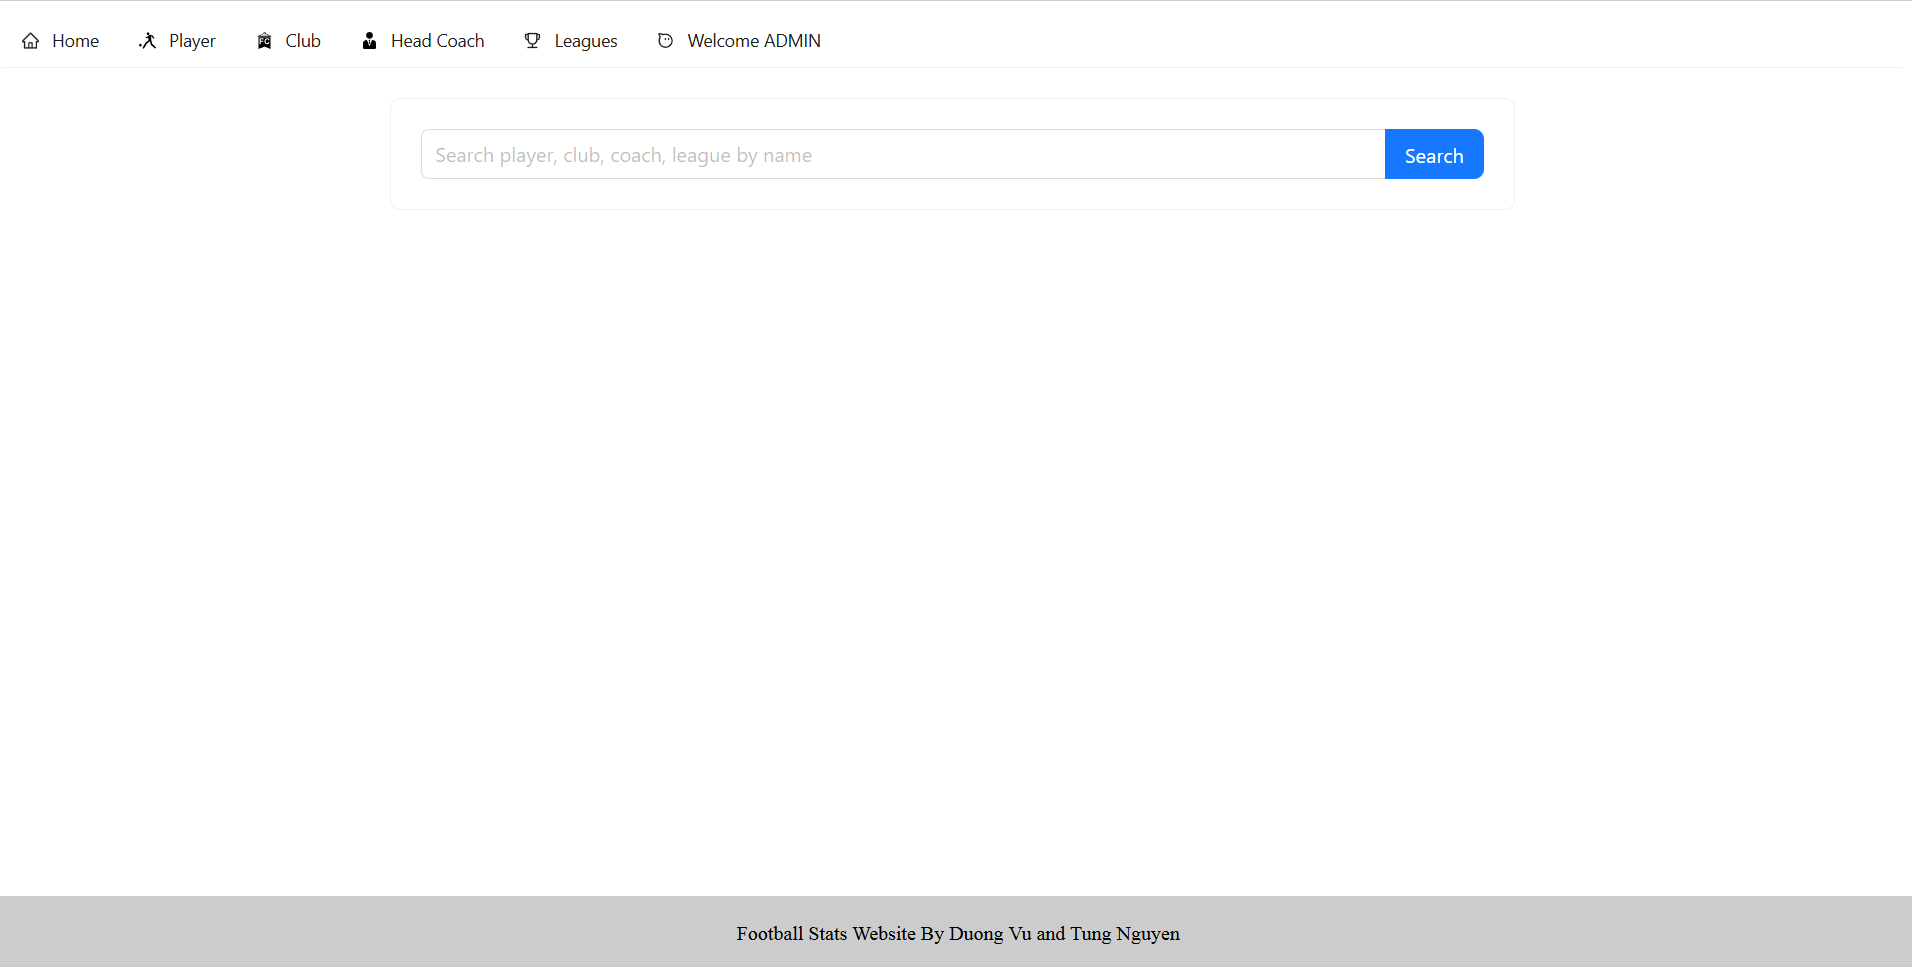 Home Player Club Head Coach Leagues Welcome ADMIN
Search player, club, coach, league by name Search
Football Stats Website By Duong Vu and Tung Nguyen